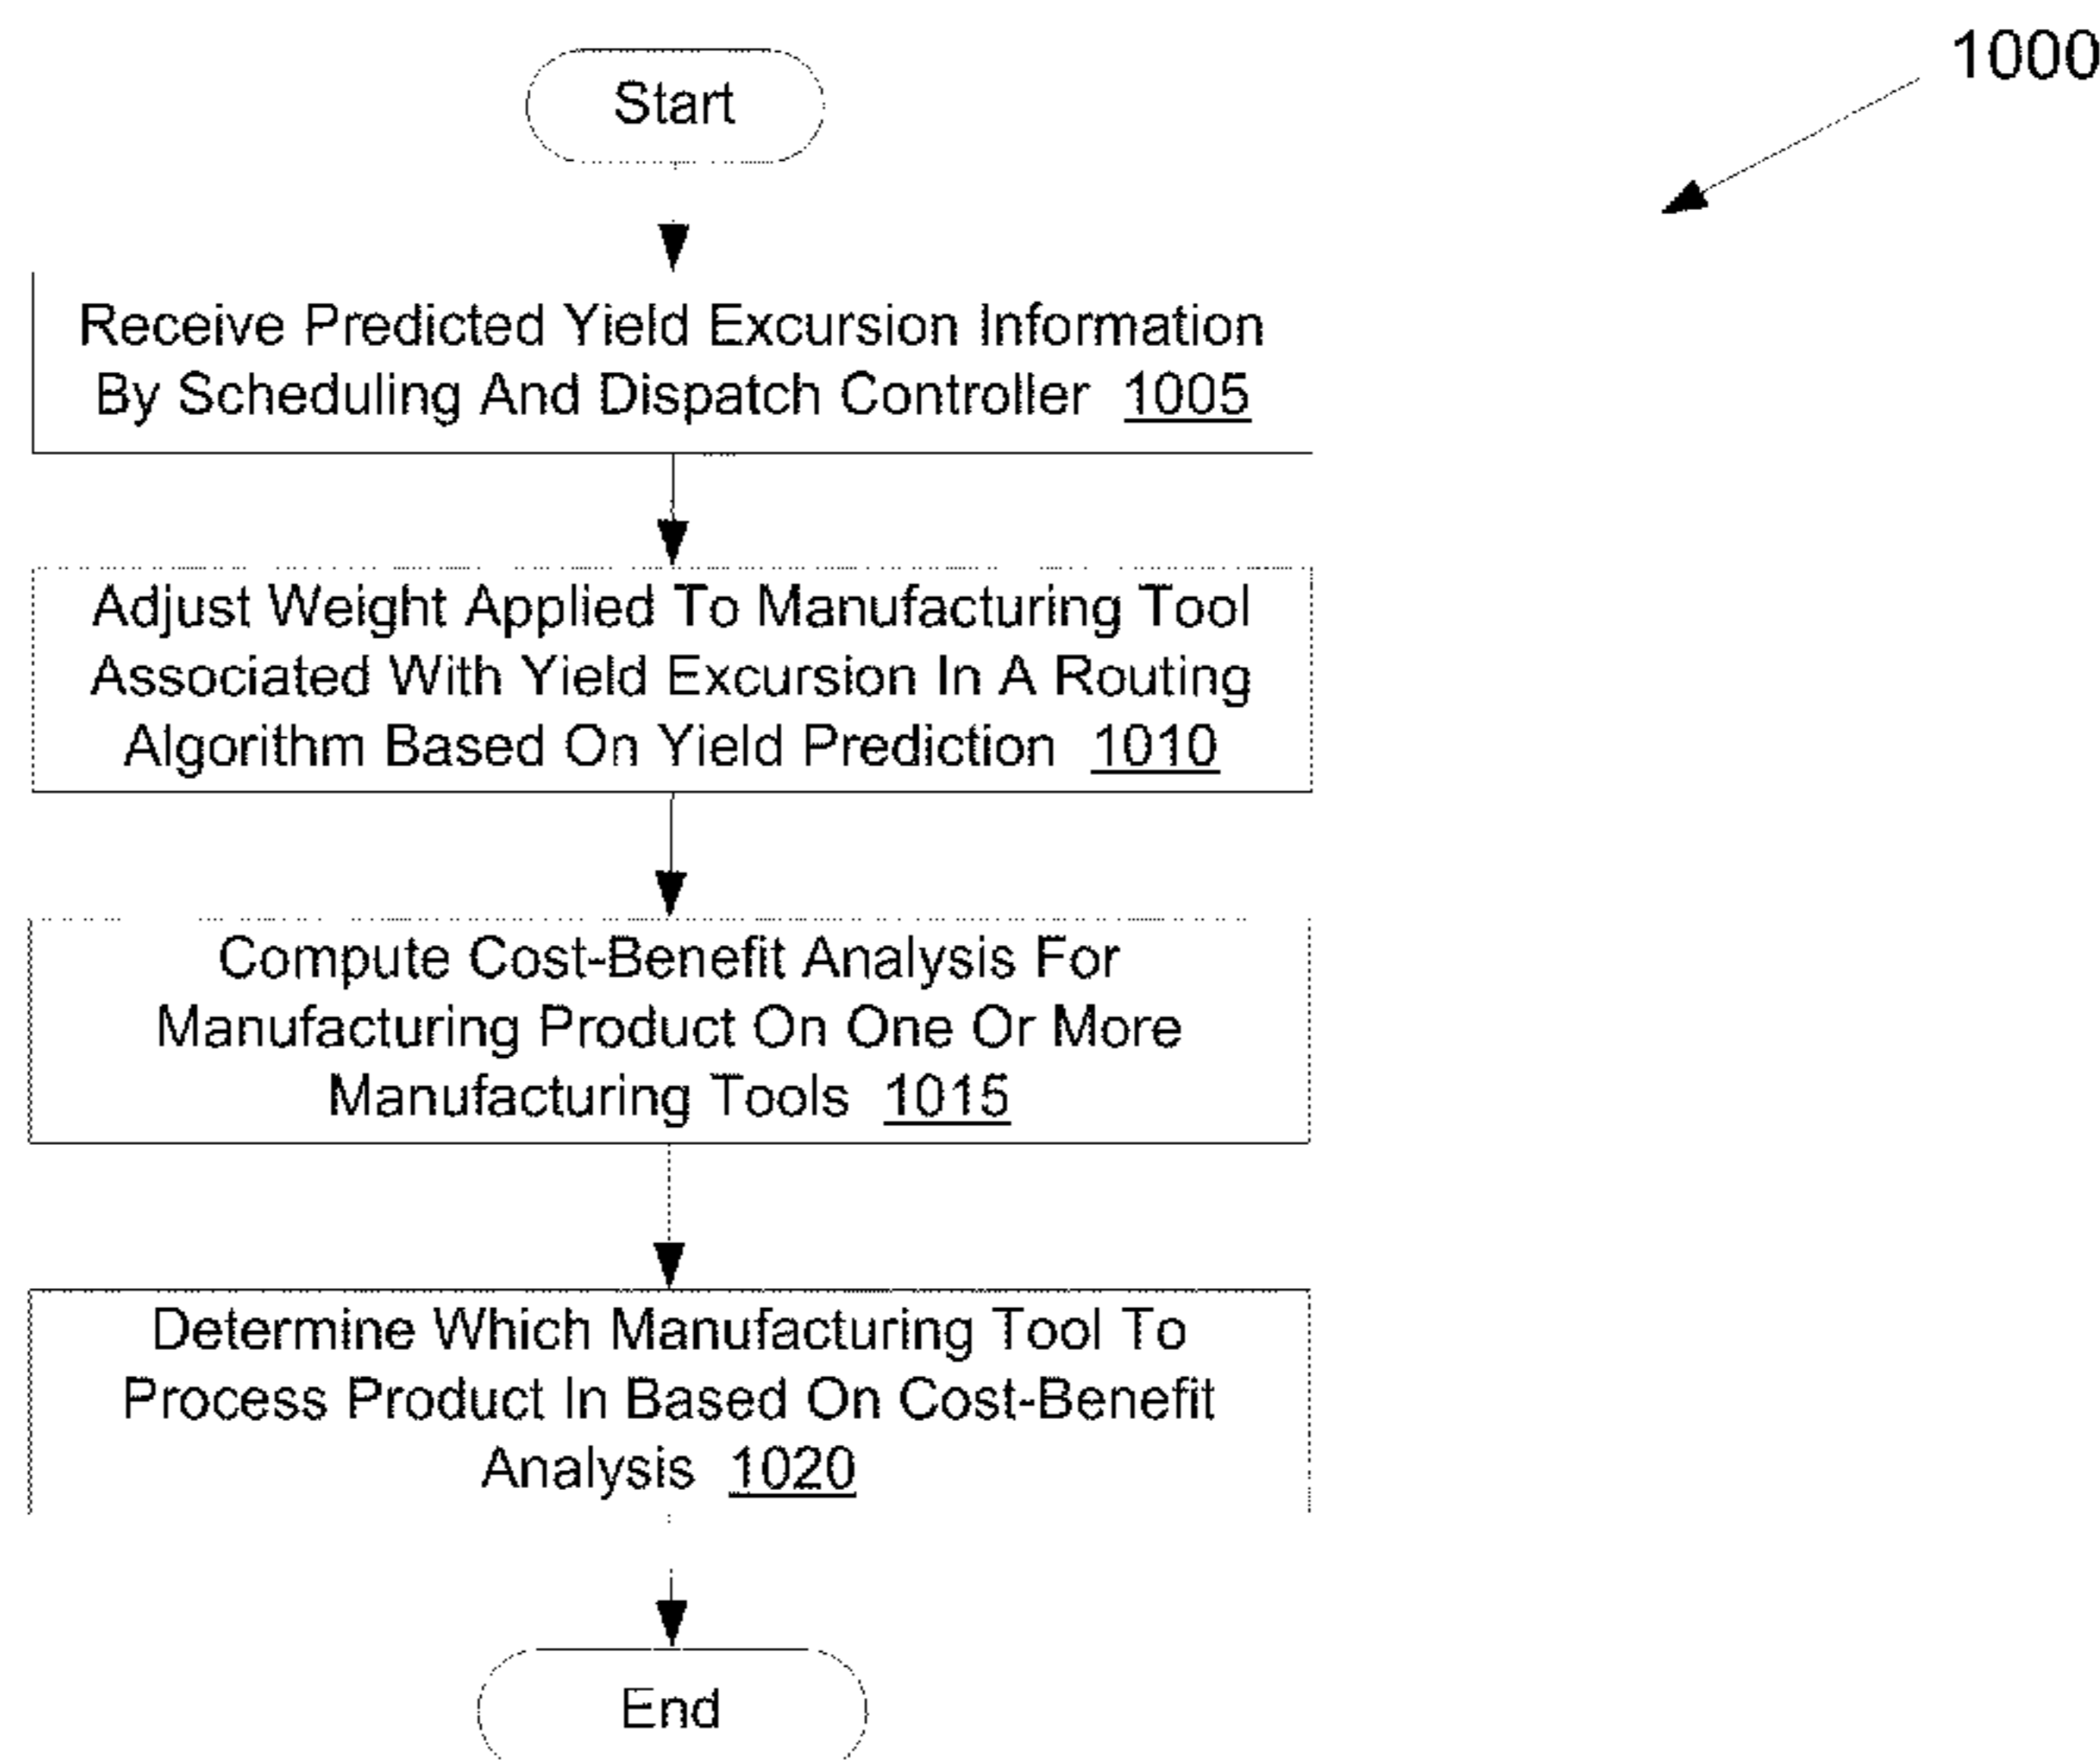 1000
Start
Receive Predicted Yield Excursion Information
By Scheduling And Dispatch Controller 1005
Adjust Weight Applied To Manufacturing Tool
Associated With Yield Excursion In A Routing
Algorithm Based On Yield Prediction 1010
Compute Cost-Benefit Analysis For
Manufacturing Product On One Or More
Manufacturing Tools 1015
Determine Which Manufacturing Tool To
Process Product In Based On Cost-Benefit
Analysis 1020
End